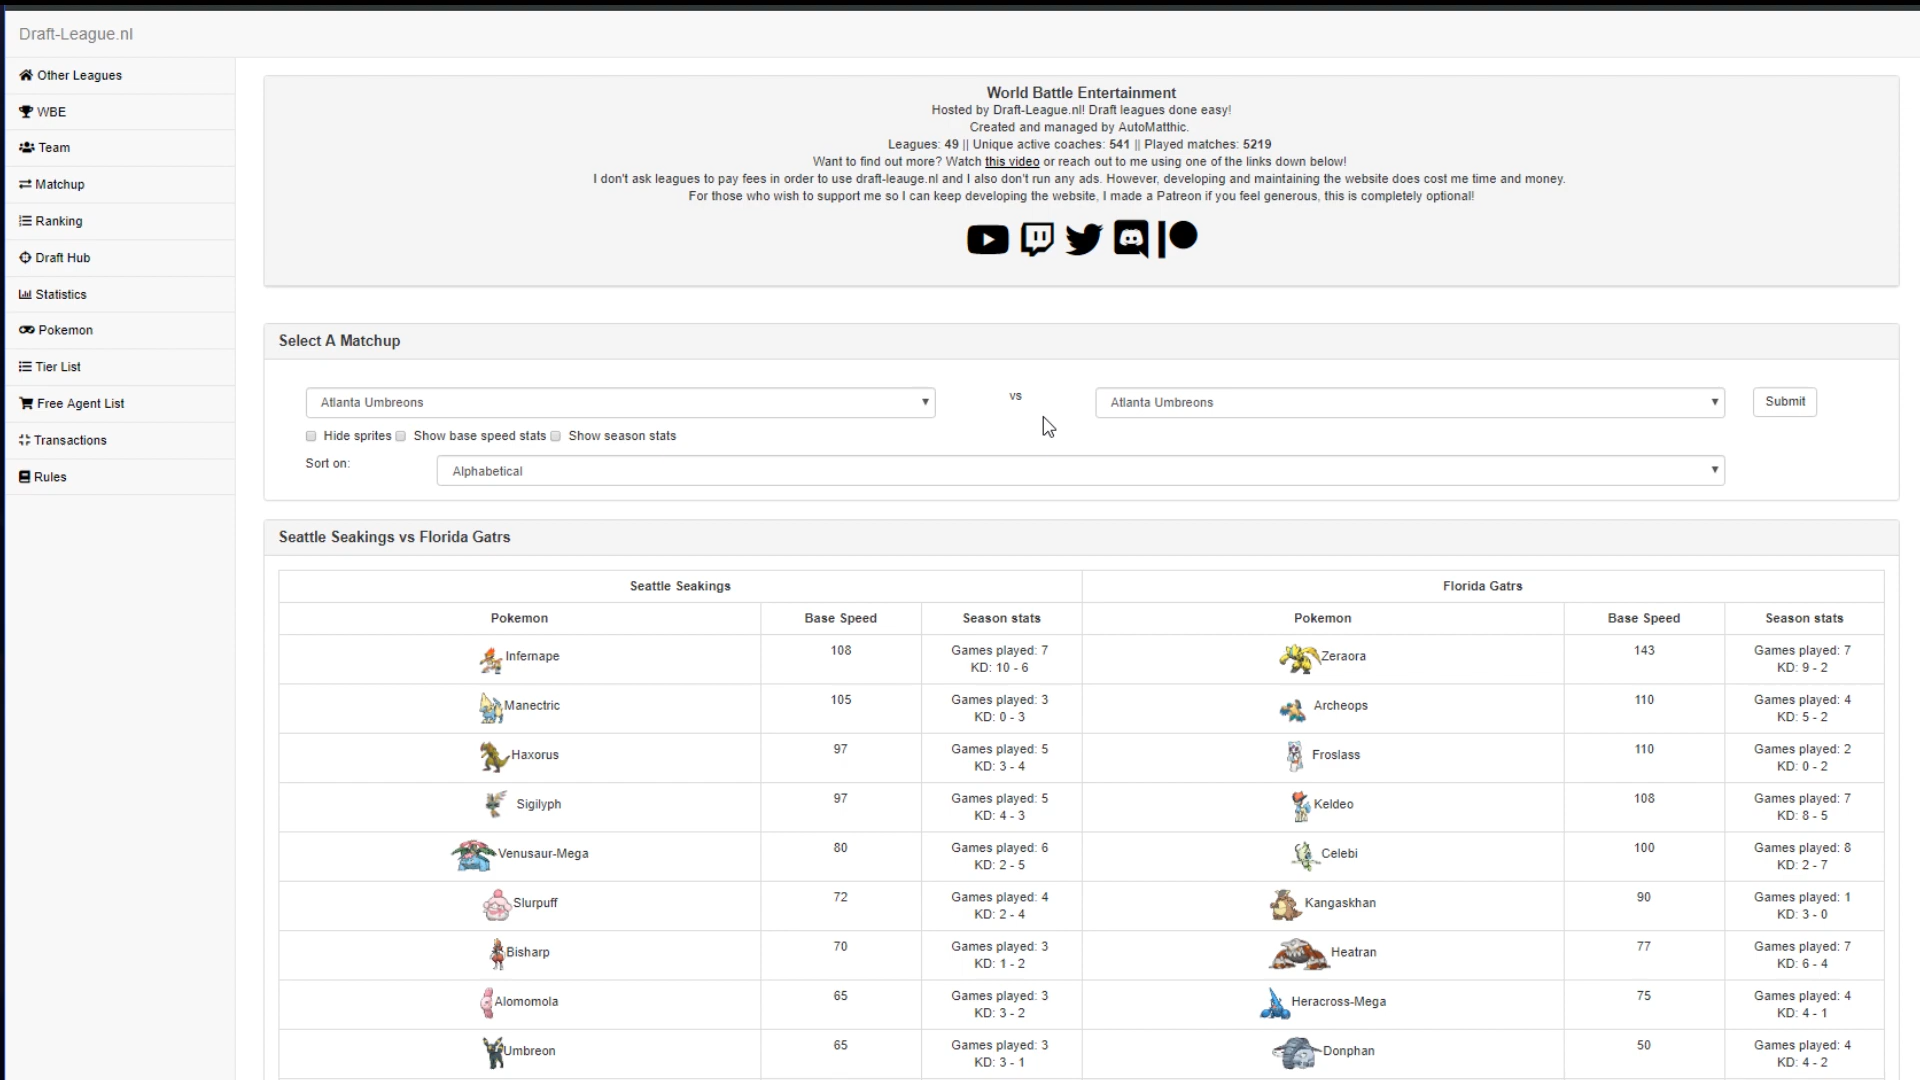 Draft-League.nl
Other Leagues
WBE
Team
Matchup
Ranking
Draft Hub
Statistics
Pokemon
Tier List
Free Agent List
Transactions
Rules
World Battle Entertainment
Hosted by Draft-League.nl! Draft leagues done easy!
Created and managed by AutoMatthic.
Leagues: 49 || Unique active coaches: 541 || Played matches: 5219
Want to find out more? Watch this video or reach out to me using one of the links down below!
I don't ask leagues to pay fees in order to use draft-leauge.nl and I also don't run any ads. However, developing and maintaining the website does cost me time and money.
For those who wish to support me so I can keep developing the website, I made a Patreon if you feel generous, this is completely optional!
Select A Matchup
Atlanta Umbreons vs Atlanta Umbreons Submit
Hide sprites Show base speed stats Show season stats
Sort on: Alphabetical
Seattle Seakings vs Florida Gatrs
Seattle Seakings Florida Gatrs
Pokemon Base Speed Season stats Pokemon Base Speed Season stats
Infernape 108 Games played: 7 Zeraora 143 Games played: 7
KD: 10 - 6 KD: 9 - 2
Manectric 105 Games played: 3 Archeops 110 Games played: 4
KD: 0 - 3 KD: 5 - 2
Haxorus 97 Games played: 5 Froslass 110 Games played: 2
KD: 3 - 4 KD: 0 - 2
Sigilyph 97 Games played: 5 Keldeo 108 Games played: 7
KD: 4 - 3 KD: 8 - 5
Venusaur-Mega 80 Games played: 6 Celebi 100 Games played: 8
KD: 2 - 5 KD: 2 - 7
Slurpuff 72 Games played: 4 Kangaskhan 90 Games played: 1
KD: 2 - 4 KD: 3 - 0
Bisharp 70 Games played: 3 Heatran 77 Games played: 7
KD: 1 - 2 KD: 6 - 4
Alomomola 65 Games played: 3 Heracross-Mega 75 Games played: 4
KD: 3 - 2 KD: 4 - 1
Umbreon 65 Games played: 3 Donphan 50 Games played: 4
KD: 3 - 1 KD: 4 - 2